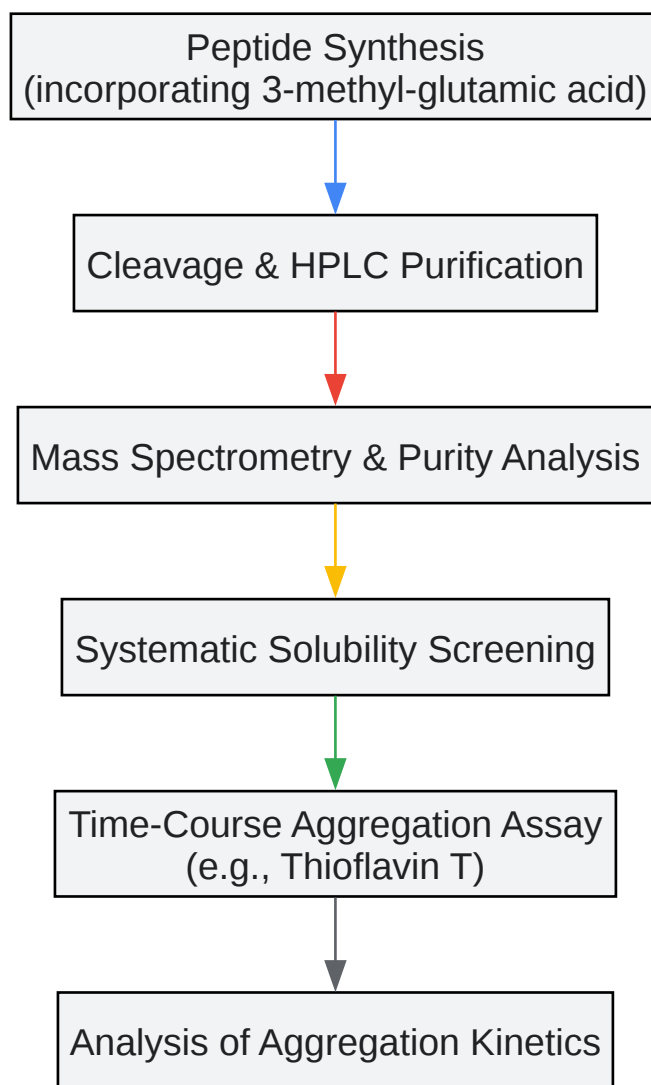 Peptide Synthesis
(incorporating 3-methyl-glutamic acid)
Cleavage & HPLC Purification
Mass Spectrometry & Purity Analysis
Systematic Solubility Screening
Time-Course Aggregation Assay
(e.g., Thioflavin T)
Analysis of Aggregation Kinetics